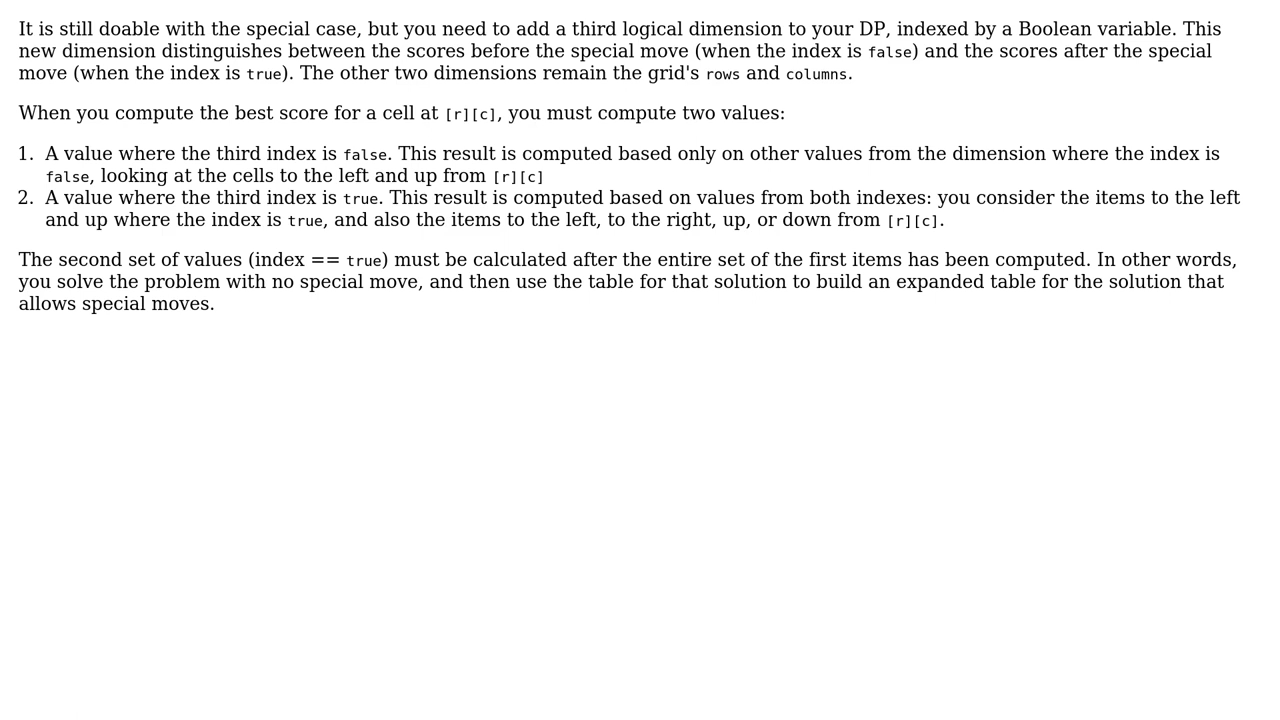 It is still doable with the special case, but you need to add a third logical dimension to your DP, indexed by a Boolean variable. This
new dimension distinguishes between the scores before the special move (when the index is false) and the scores after the special
move (when the index is true). The other two dimensions remain the grid's rows and columns.
When you compute the best score for a cell at [r][c], you must compute two values:
1. A value where the third index is false. This result is computed based only on other values from the dimension where the index is
false, looking at the cells to the left and up from [r][c]
2. A value where the third index is true. This result is computed based on values from both indexes: you consider the items to the left
and up where the index is true, and also the items to the left, to the right, up, or down from [r][c].
The second set of values (index == true) must be calculated after the entire set of the first items has been computed. In other words,
you solve the problem with no special move, and then use the table for that solution to build an expanded table for the solution that
allows special moves.